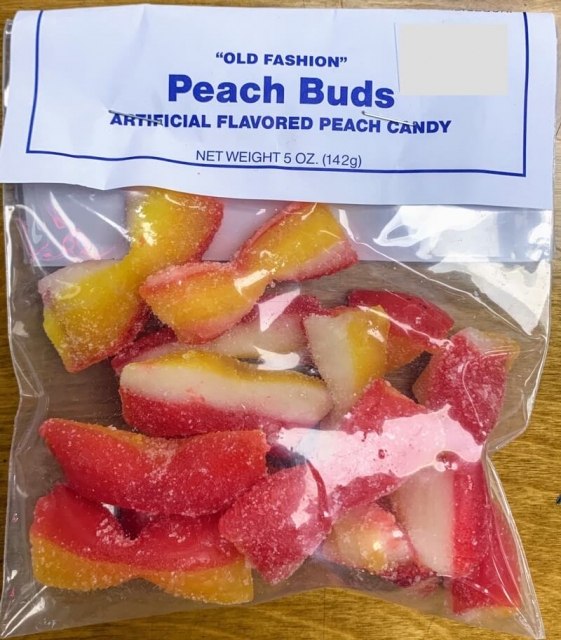 “OLD FASHION”
Peach Buds
ARTIFICIAL FLAVORED PEACH CANDY
NET WEIGHT 5 OZ. (142g)